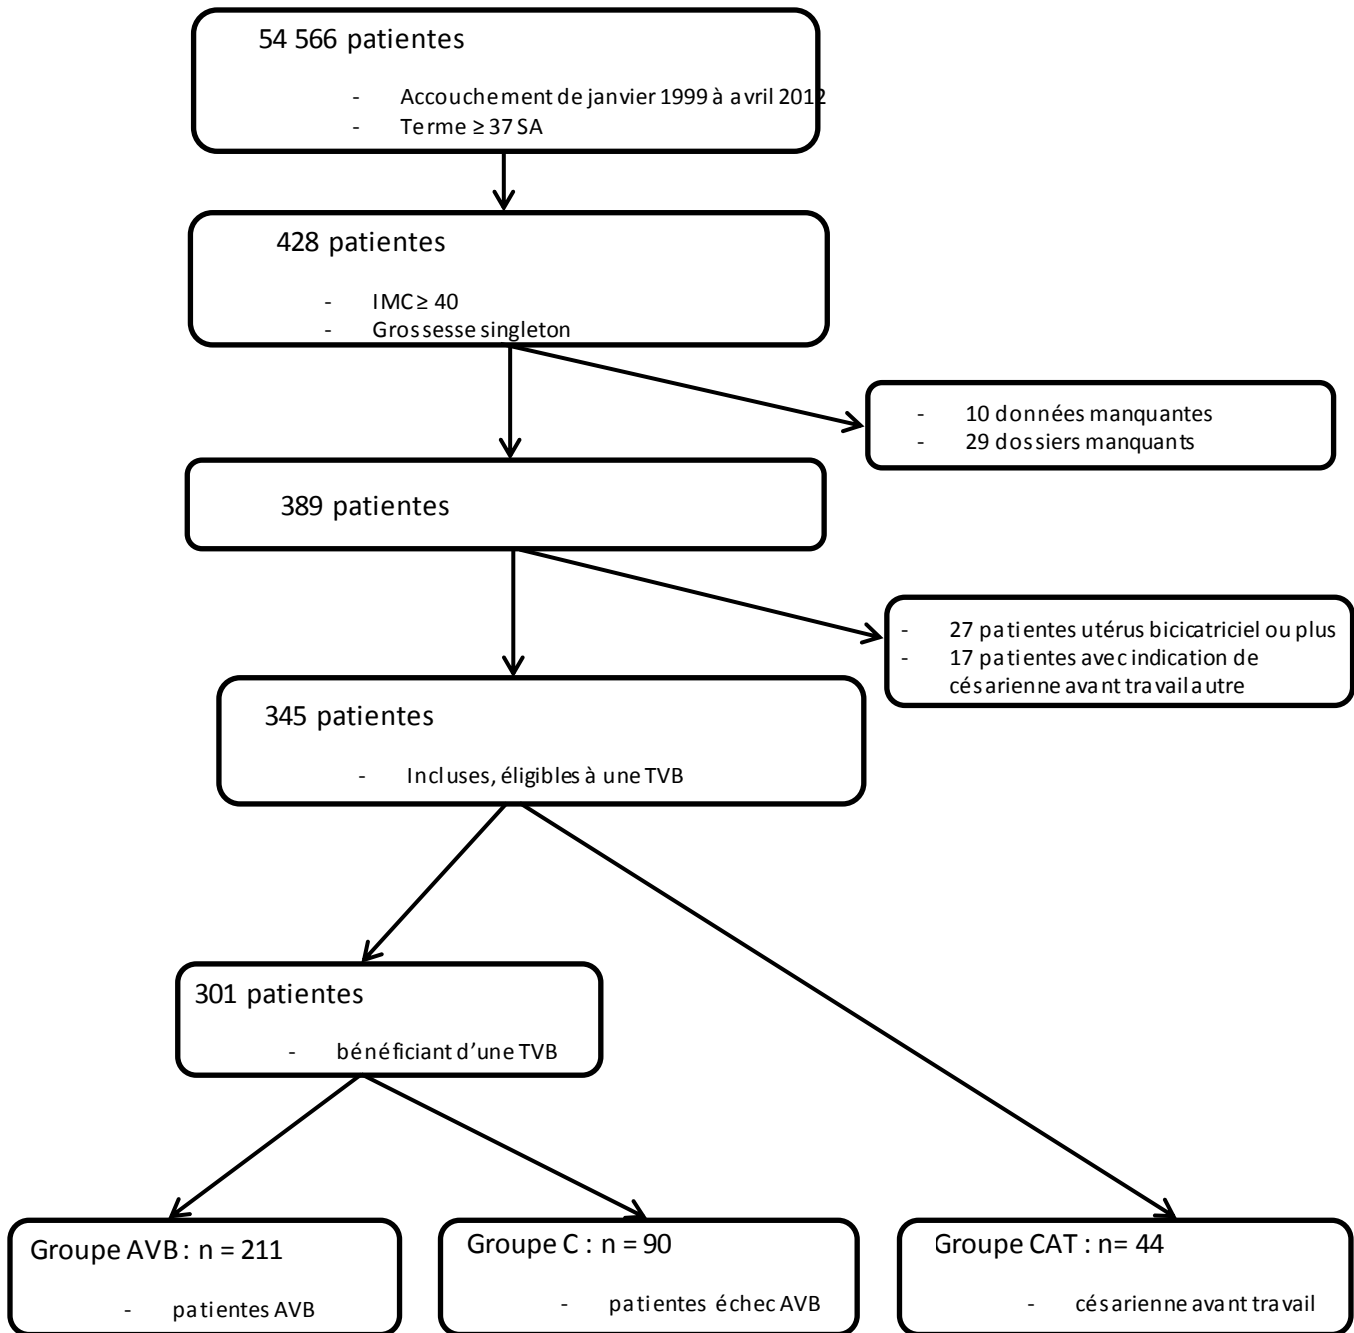 54 566 patientes
- Accouchement de janvier 1999 à avril 2012
- Terme ≥ 37 SA
428 patientes
- IMC ≥ 40
- Grossesse singleton
- 10 données manquantes
- 29 dossiers manquants
389 patientes
- 27 patientes utérus bicicatriciel ou plus
- 17 patientes avec indication de
césarienne avant travail autre
345 patientes
- Incluses, éligibles à une TVB
301 patientes
- bénéficiant d'une TVB
Groupe AVB : n = 211
- patientes AVB
Groupe C : n = 90
- patientes échec AVB
Groupe CAT : n= 44
- césarienne avant travail